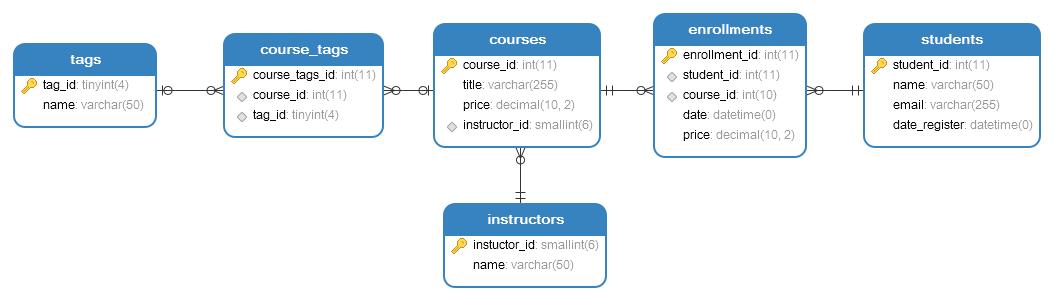 tags
tag_id: tinyint(4)
name: varchar(50)
course_tags
course_tags_id: int(11)
course_id: int(11)
tag_id: tinyint(4)
courses
course_id: int(11)
title: varchar(255)
price: decimal(10, 2)
instructor_id: smallint(6)
enrollments
enrollment_id: int(11)
student_id: int(11)
course_id: int(10)
date: datetime(0)
price: decimal(10, 2)
students
student_id: int(11)
name: varchar(50)
email: varchar(255)
date_register: datetime(0)
instructors
instuctor_id: smallint(6)
name: varchar(50)